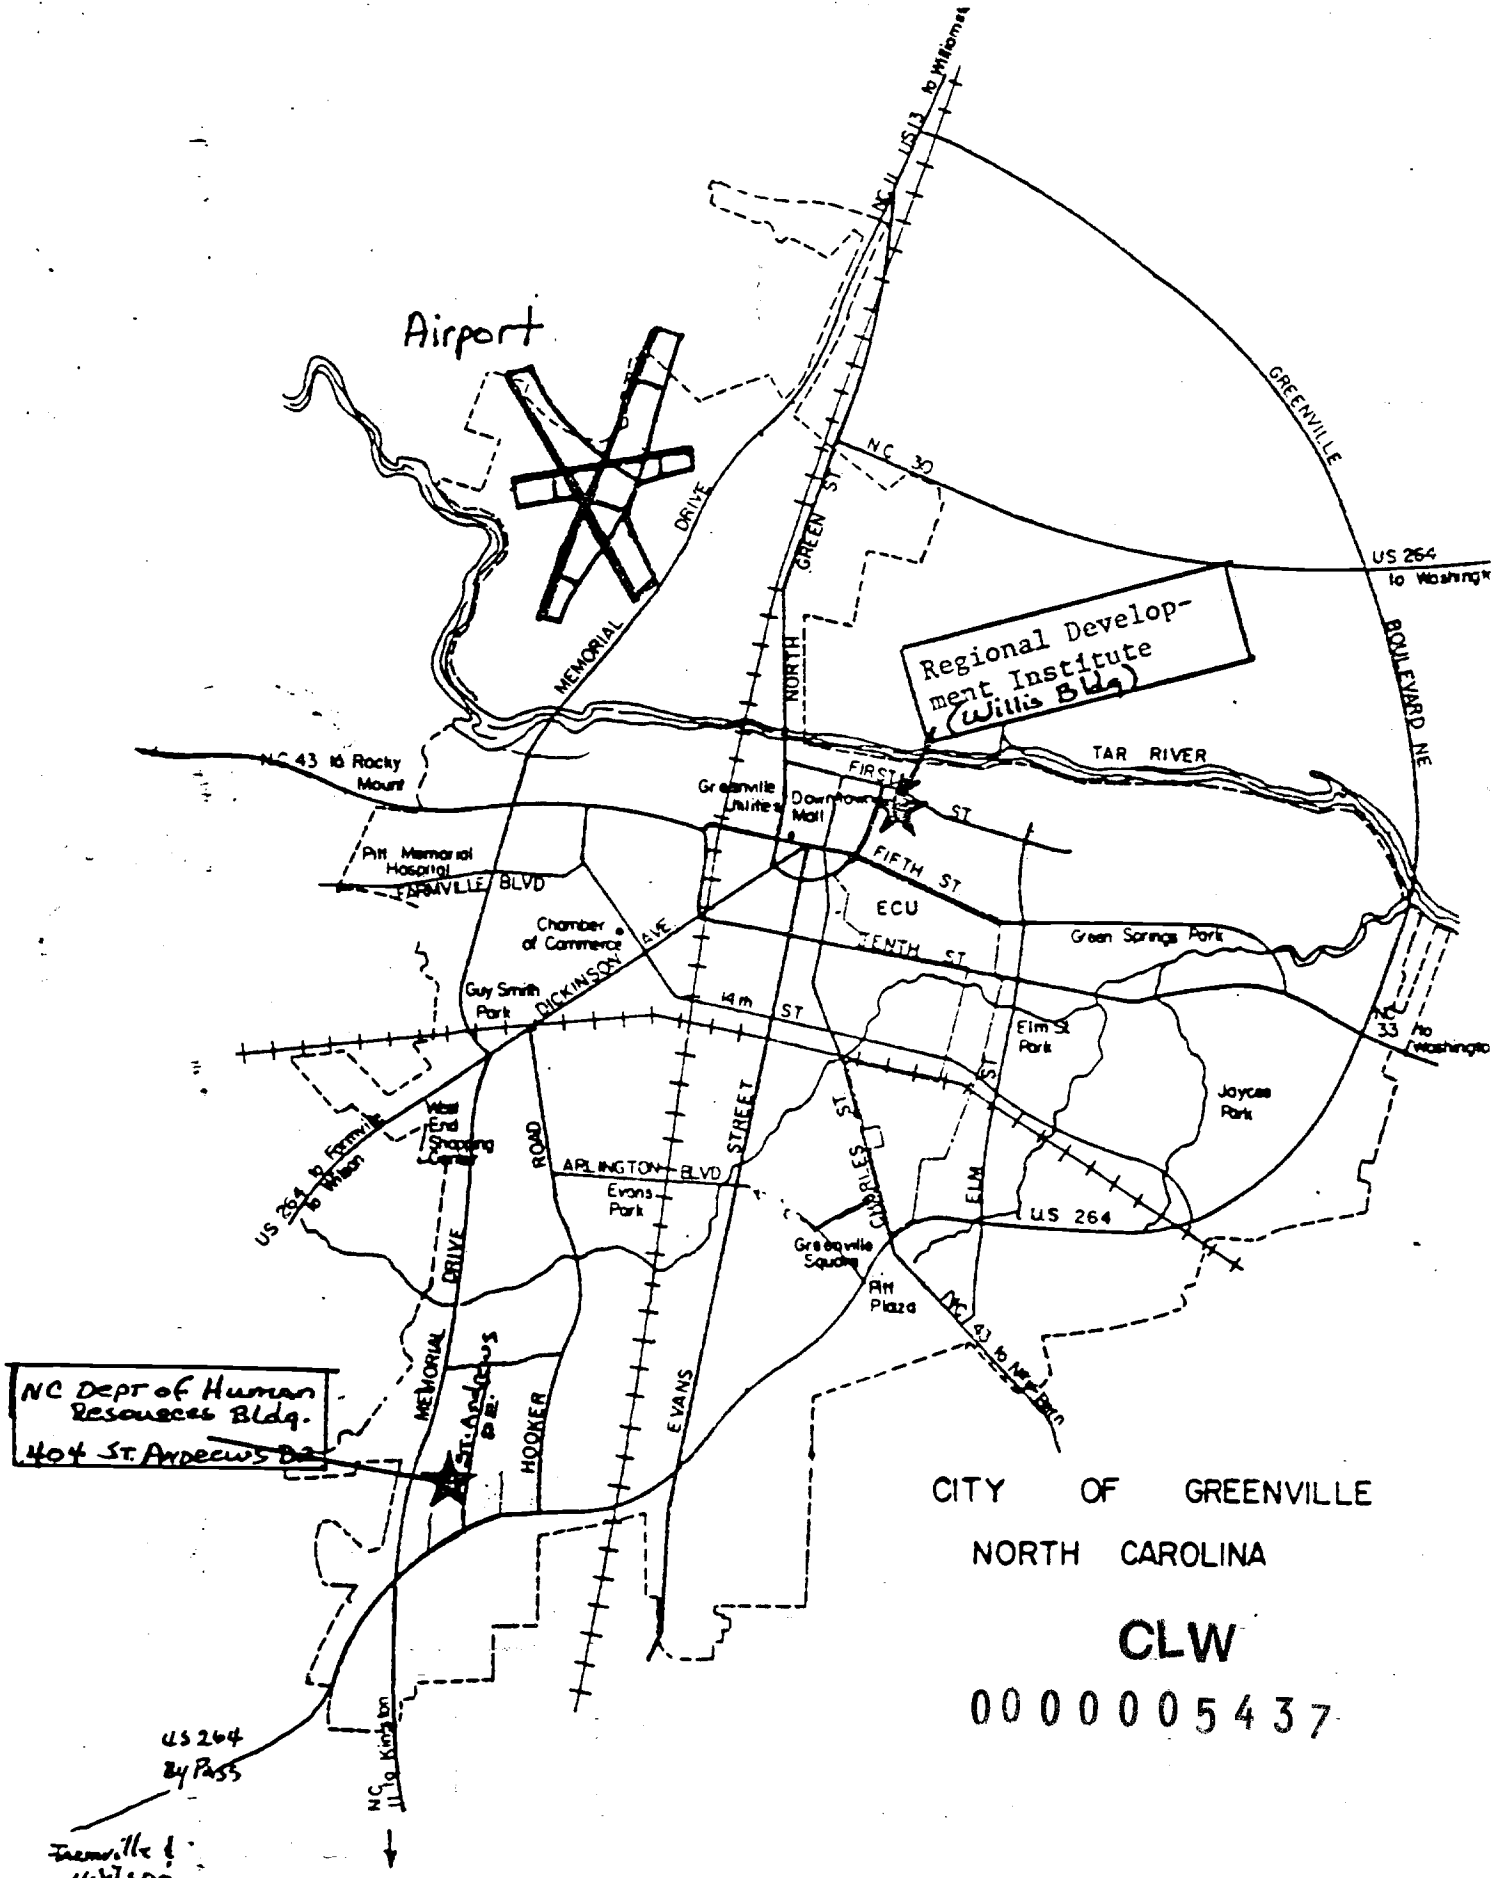 to Williamst
US 13
NC 11
Airport
GREENVILLE
NC 30
DRIVE
GREEN ST
US 264
to Washingt
Regional Develop-
ment Institute
(Willis Bldg)
MEMORIAL
NORTH
BOULEVARD NE
TAR RIVER
NC 43 to Rocky
Mount
FIRST
ST
Greenville
Utilities
Downtown
Mall
Pitt Memorial
Hospital
FARMVILLE BLVD
FIFTH ST
ECU
Chamber
of Commerce
AVE.
DICKINSON
TENTH ST
Green Springs Park
Guy Smith
Park
14th ST
Elm St.
Park
NC
33
to
Washingto
Jaycee
Park
West
End
Shopping
Center
US 264 to Farmville
to Wilson
ROAD
STREET
ST
CHARLES
ST
ELM
ARLINGTON BLVD
Evans
Park
US 264
Greenville
Square
Pitt
Plaza
DRIVE
NC 43 to New Bern
MEMORIAL
ST. Andrews
DR.
HOOKER
EVANS
NC Dept of Human
Resources Bldg.
404 ST. Andrews DR
CITY OF GREENVILLE
NORTH CAROLINA
CLW
0000005437
US 264
By Pass
NC
11 to Kinston
Farmville &